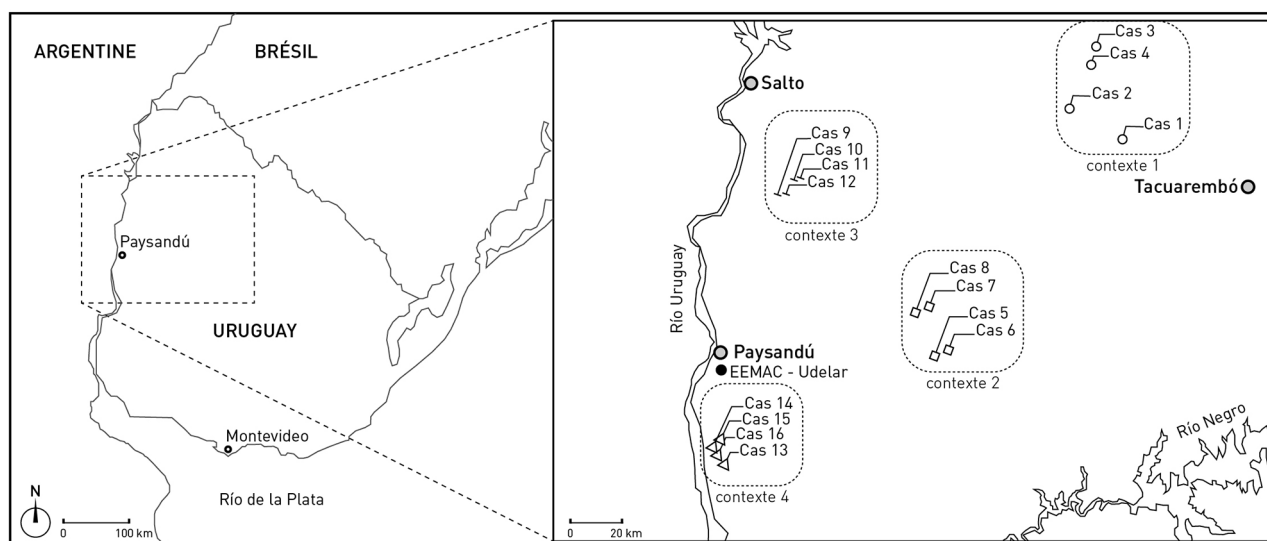 ARGENTINE
BRÉSIL
Paysandú
URUGUAY
Montevideo
Río de la Plata
N
0 100 km
Salto
Cas 3
Cas 4
Cas 2
Cas 1
contexte 1
Tacuarembó
Cas 9
Cas 10
Cas 11
Cas 12
contexte 3
Río Uruguay
Cas 8
Cas 7
Cas 5
Cas 6
contexte 2
Paysandú
EEMAC - Udelar
Cas 14
Cas 15
Cas 16
Cas 13
contexte 4
Río Negro
0 20 km